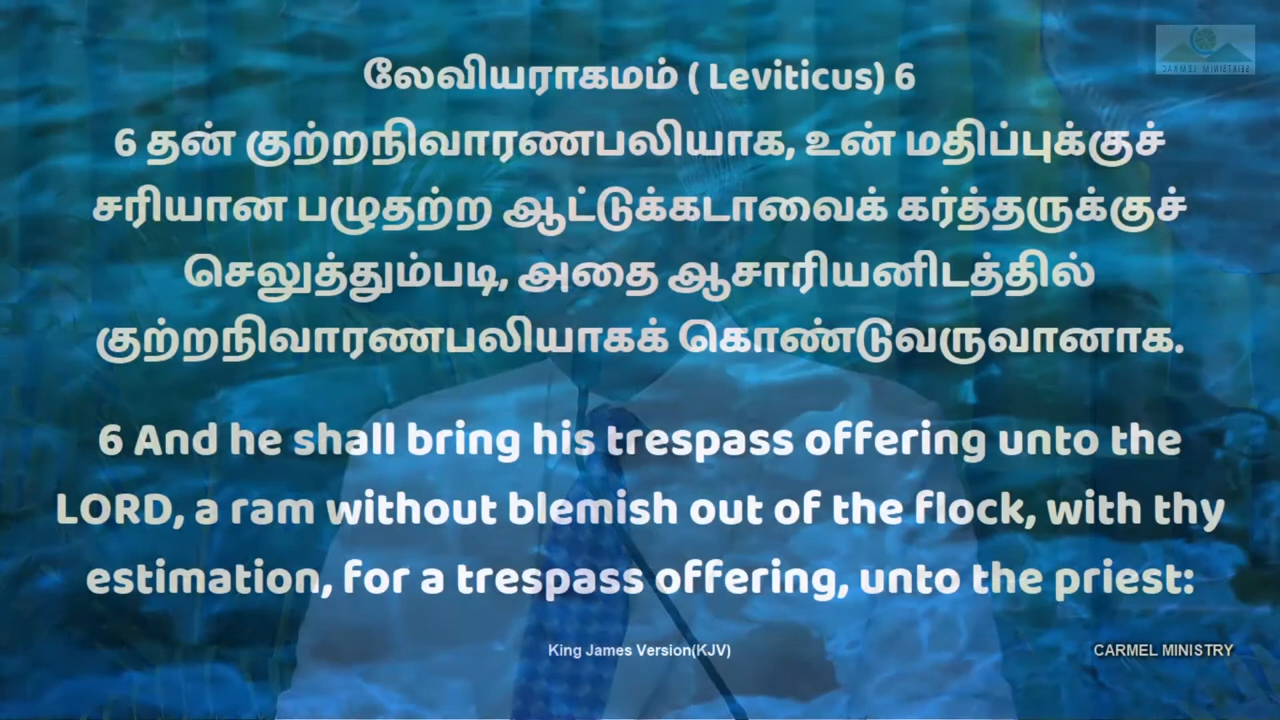 லேவியராகமம் ( Leviticus) 6
6 தன் குற்றநிவாரணபலியாக, உன் மதிப்புக்குச்
சரியான பழுதற்ற ஆட்டுக்கடாவைக் கர்த்தருக்குச்
செலுத்தும்படி, அதை ஆசாரியனிடத்தில்
குற்றநிவாரணபலியாகக் கொண்டுவருவானாக.
6 And he shall bring his trespass offering unto the
LORD, a ram without blemish out of the flock, with thy
estimation, for a trespass offering, unto the priest:
King James Version(KJV)
CARMEL MINISTRY